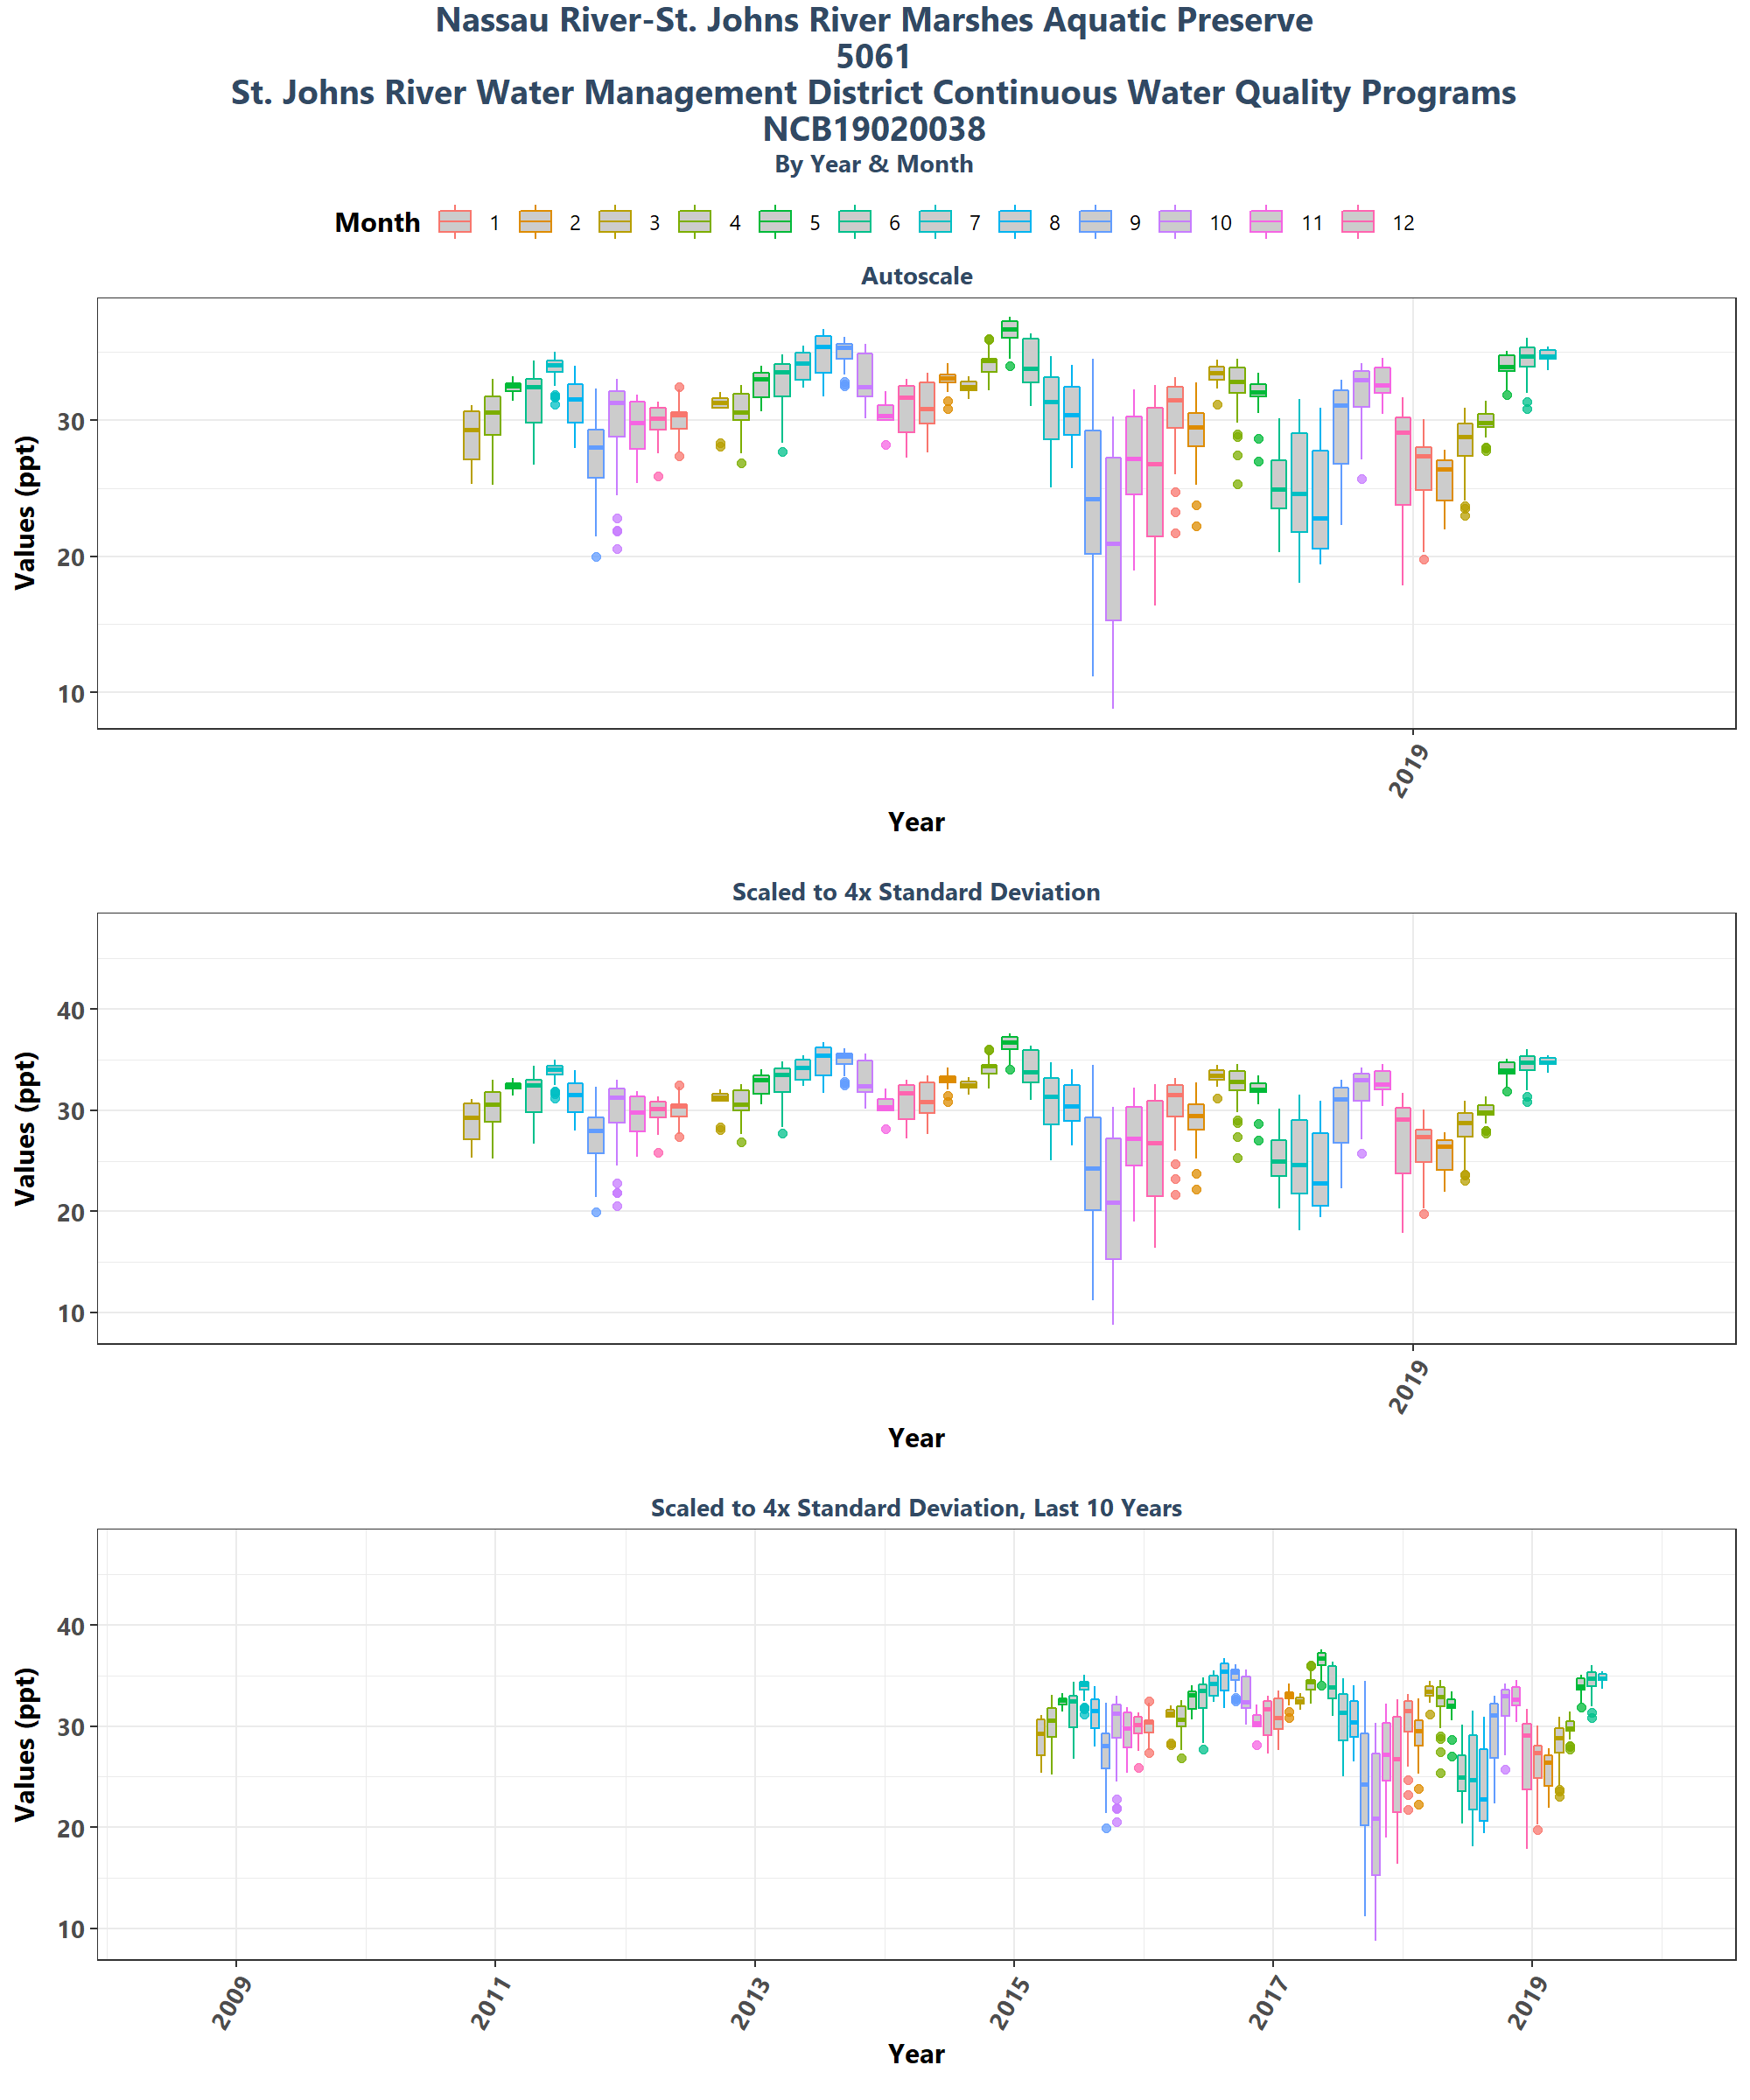 Nassau River-St. Johns River Marshes Aquatic Preserve
5061
St. Johns River Water Management District Continuous Water Quality Programs
NCB19020038
By Year & Month
Month 1 2 3 4 5 6 7 8 9 10 11 12
Autoscale
Values (ppt)
30
20
10
2019
Year
Scaled to 4x Standard Deviation
Values (ppt)
40
30
20
10
2019
Year
Scaled to 4x Standard Deviation, Last 10 Years
Values (ppt)
40
30
20
10
2009 2011 2013 2015 2017 2019
Year